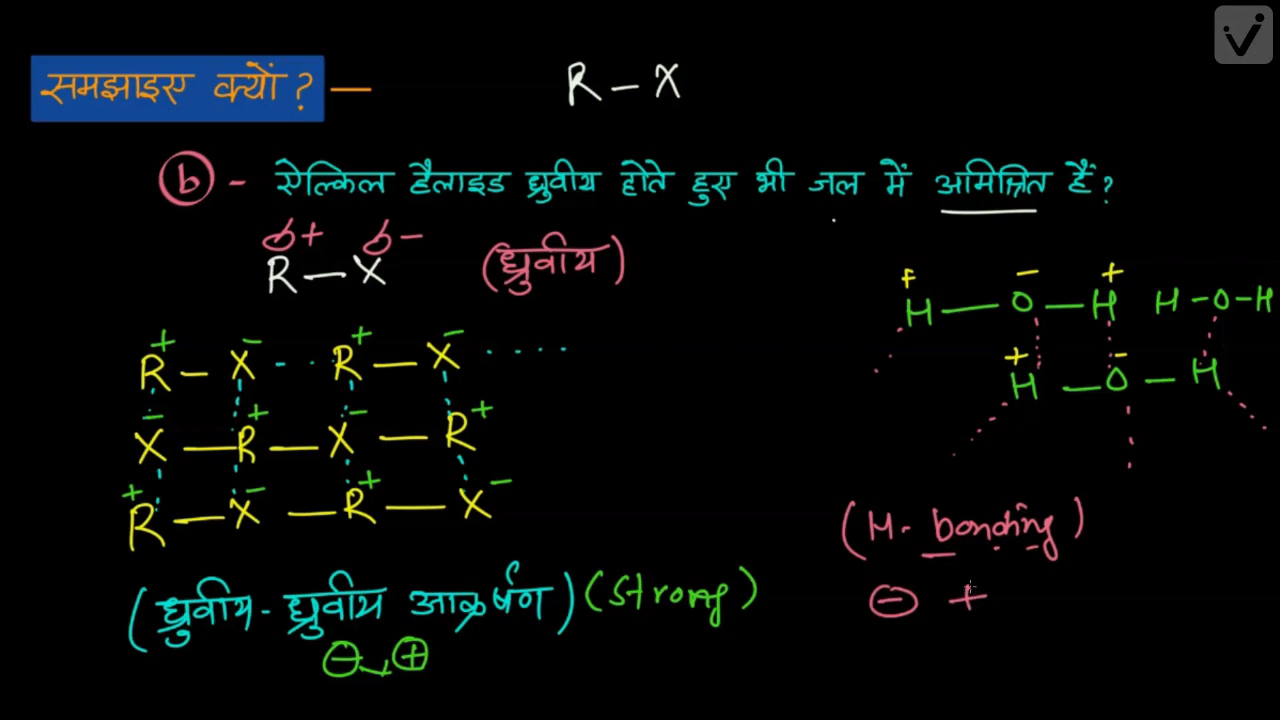 समझाइए क्यों? — R – X
b - ऐल्किल हैलाइड ध्रुवीय होते हुए भी जल में अमिश्रित हैं?
δ+ δ-
R — X (ध्रुवीय)
+ - +
H — O — H H - O - H
+ -
H — O — H
+ - + -
R – X - - R — X . . . .
- + - +
X — R — X — R
+ - + -
R — X — R — X
(H- bonding)
⊖ +
(ध्रुवीय - ध्रुवीय आकर्षण) (Strong)
⊖ ⊕